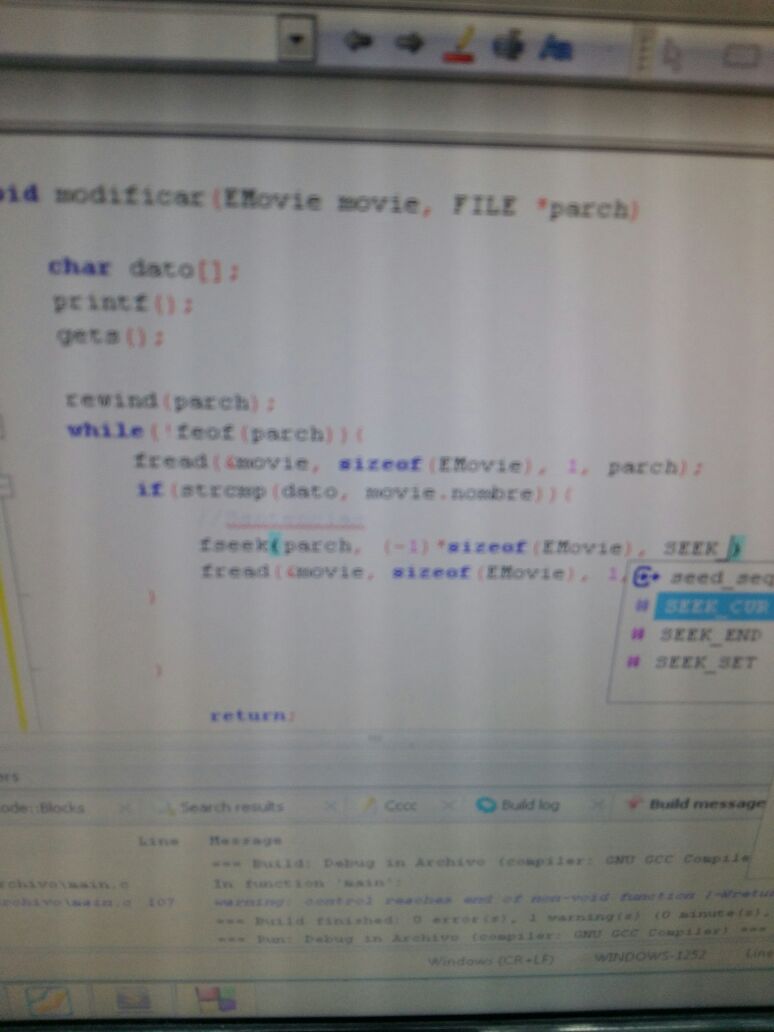 oid modificar(EMovie movie, FILE *parch)
char dato[];
printf();
gets();
rewind(parch);
while(!feof(parch)){
fread(&movie, sizeof(EMovie), 1, parch);
if(strcmp(dato, movie.nombre)){
fseek(parch, (-1)*sizeof(EMovie), SEEK_)
fread(&movie, sizeof(EMovie), 1,
seed_seq
SEEK_CUR
SEEK_END
SEEK_SET
}
}
return;
ers
ode::Blocks
Search results
Cccc
Build log
Build message
Line Message
=== Build: Debug in Archivo (compiler: GNU GCC Compile
rchivo\main.c In function 'main':
rchivo\main.c 107 warning: control reaches end of non-void function [-Wretur
=== Build finished: 0 error(s), 1 warning(s) (0 minute(s),
=== Run: Debug in Archivo (compiler: GNU GCC Compiler) ===
Windows (CR+LF) WINDOWS-1252 Line